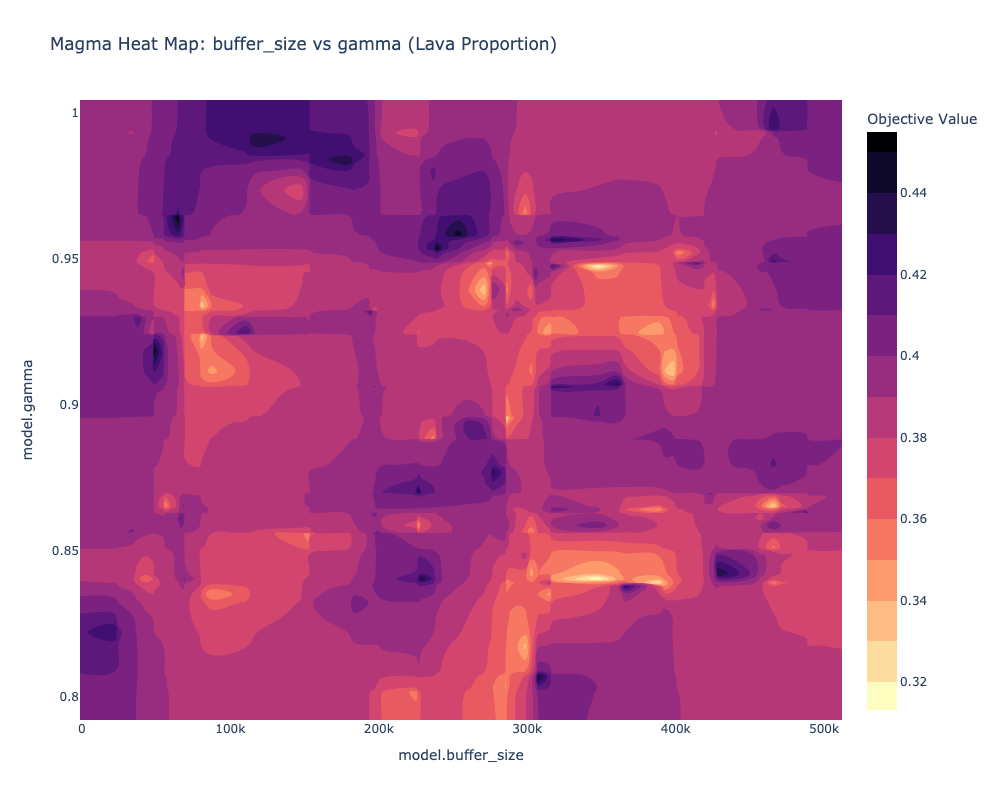 Magma Heat Map: buffer_size vs gamma (Lava Proportion)
Objective Value
1
0.95
0.9
0.85
0.8
model.gamma
0
100k
200k
300k
400k
500k
model.buffer_size
0.44
0.42
0.4
0.38
0.36
0.34
0.32